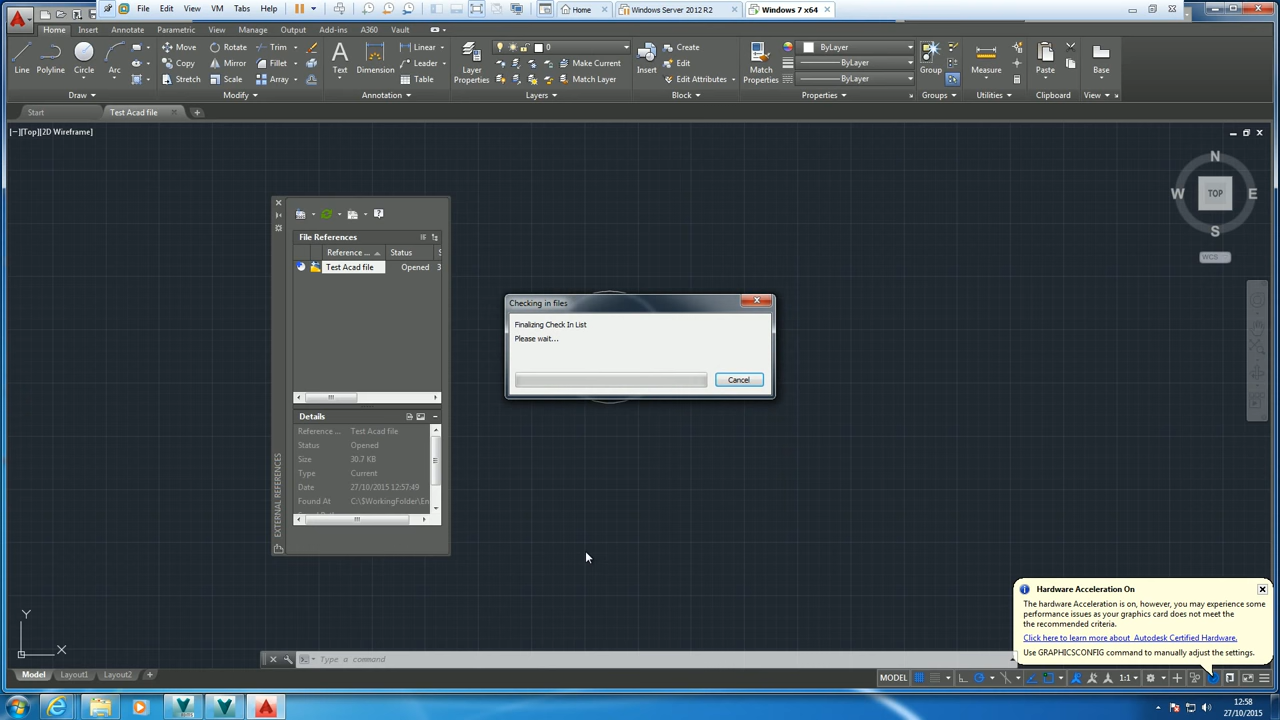 File Edit View VM Tabs Help Home Windows Server 2012 R2 Windows 7 x64
Home Insert Annotate Parametric View Manage Output Add-ins A360 Vault
Line Polyline Circle Arc
Move Rotate Trim
Copy Mirror Fillet
Stretch Scale Array
Text Dimension
Linear
Leader
Table
Layer Properties
0
Make Current
Match Layer
Insert
Create
Edit
Edit Attributes
Match Properties
ByLayer
ByLayer
ByLayer
Group
Measure
Paste
Base
Draw Modify Annotation Layers Block Properties Groups Utilities Clipboard View
Start Test Acad file
[−][Top][2D Wireframe]
N
W TOP E
S
WCS
File References
Reference ... Status S
Test Acad file Opened 3
Details
Reference ... Test Acad file
Status Opened
Size 30.7 KB
Type Current
Date 27/10/2015 12:57:49
Found At C:\$WorkingFolder\En
EXTERNAL REFERENCES
Checking in files
Finalizing Check In List
Please wait...
Cancel
Hardware Acceleration On
The hardware Acceleration is on, however, you may experience some
performance issues as your graphics card does not meet the
the recommended criteria.
Click here to learn more about Autodesk Certified Hardware.
Use GRAPHICSCONFIG command to manually adjust the settings.
Y
X
Type a command
Model Layout1 Layout2 +
MODEL 1:1
12:58
27/10/2015